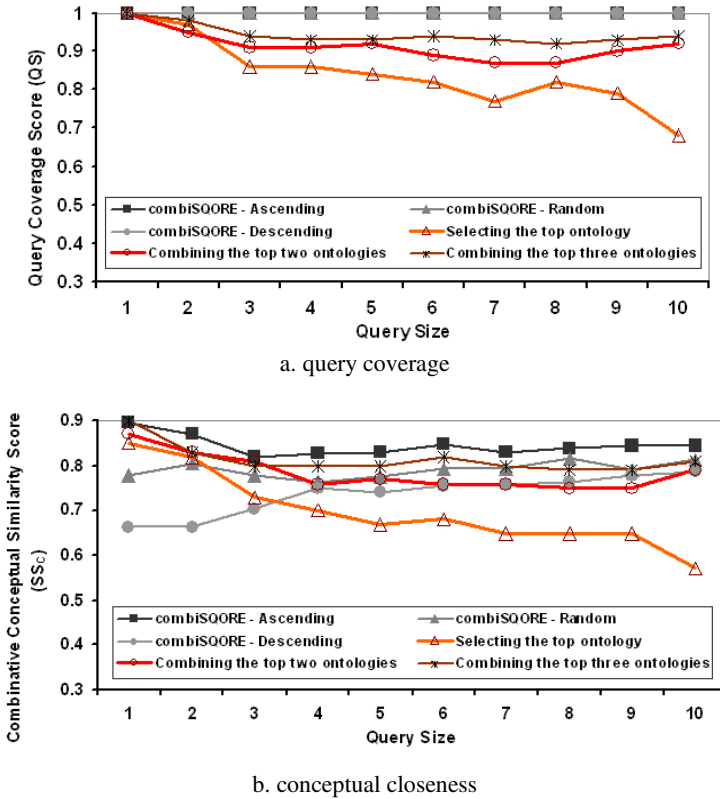 1
0.9
0.8
0.7
0.6
0.5
0.4
0.3
Query Coverage Score (QS)
combiSQORE - Ascending
combiSQORE - Random
combiSQORE - Descending
Selecting the top ontology
Combining the top two ontologies
Combining the top three ontologies
1 2 3 4 5 6 7 8 9 10
Query Size
a. query coverage
0.9
0.8
0.7
0.6
0.5
0.4
0.3
Combinative Conceptual Similarity Score
(SSC)
combiSQORE - Ascending
combiSQORE - Random
combiSQORE - Descending
Selecting the top ontology
Combining the top two ontologies
Combining the top three ontologies
1 2 3 4 5 6 7 8 9 10
Query Size
b. conceptual closeness